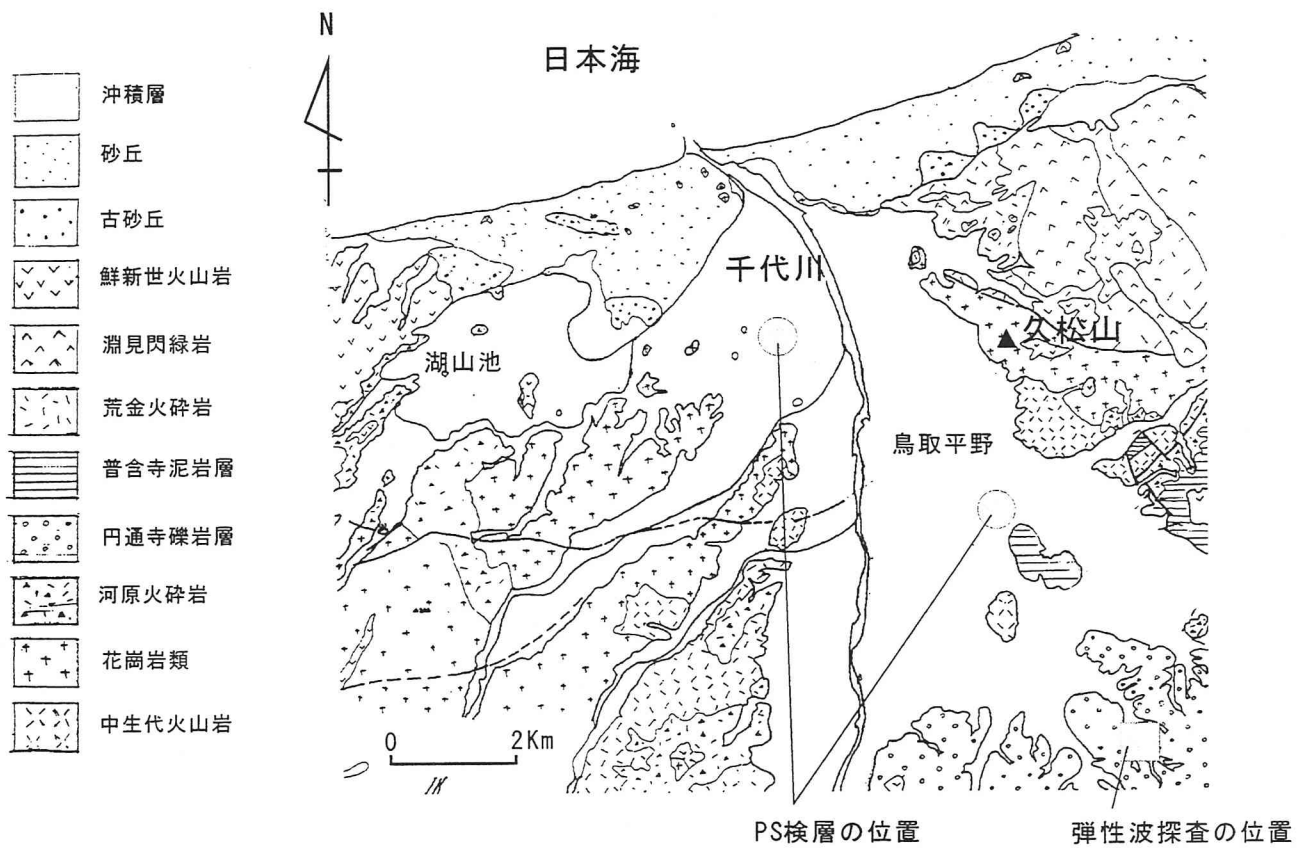 沖積層
砂丘
古砂丘
鮮新世火山岩
淵見閃緑岩
荒金火砕岩
普含寺泥岩層
円通寺礫岩層
河原火砕岩
花崗岩類
中生代火山岩
N
日本海
千代川
久松山
湖山池
鳥取平野
0 2Km
PS検層の位置
弾性波探査の位置